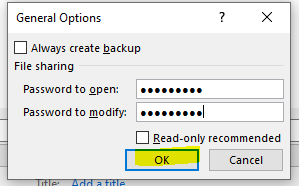 General Options
Always create backup
File sharing
Password to open: •••••••••
Password to modify: •••••••••
Read-only recommended
OK
Cancel
Title: Add a title